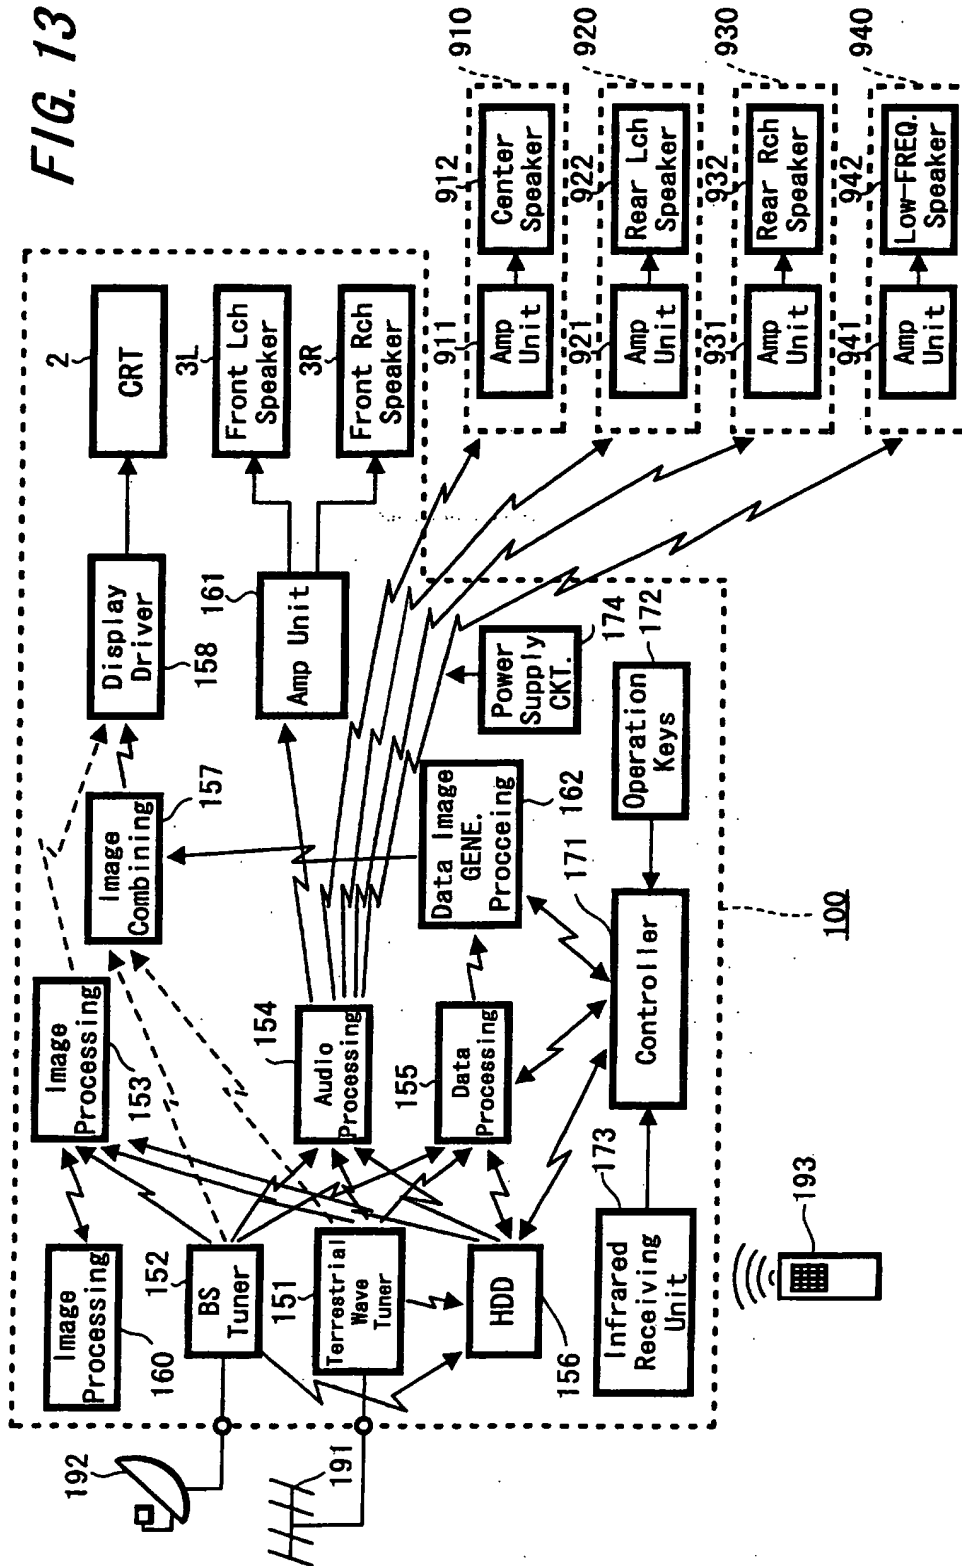 FIG. 13
192
191
Image
Processing
160
Image
Processing
153
152
BS
Tuner
151
Terrestrial
Wave
Tuner
HDD
156
154
Audio
Processing
155
Data
Processing
Image
Combining
157
Display
Driver
158
2
CRT
161
Amp Unit
3L
Front Lch
Speaker
3R
Front Rch
Speaker
Data Image
GENE.
Procceing
162
Power
Supply
CKT.
174
Operation
Keys
172
171
Controller
173
Infrared
Receiving
Unit
193
100
910
911
Amp
Unit
912
Center
Speaker
920
921
Amp
Unit
922
Rear Lch
Speaker
930
931
Amp
Unit
932
Rear Rch
Speaker
940
941
Amp
Unit
942
Low-FREQ.
Speaker